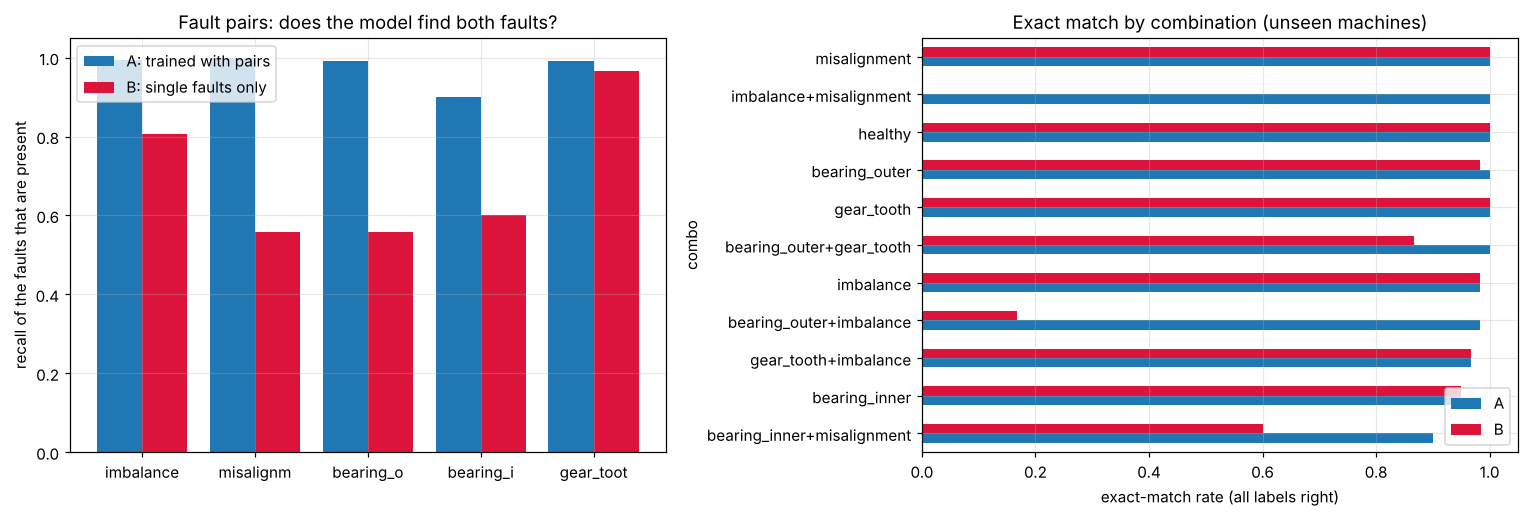 Fault pairs: does the model find both faults?
A: trained with pairs
B: single faults only
recall of the faults that are present
1.0
0.8
0.6
0.4
0.2
0.0
imbalance
misalignm
bearing_o
bearing_i
gear_toot
Exact match by combination (unseen machines)
combo
misalignment
imbalance+misalignment
healthy
bearing_outer
gear_tooth
bearing_outer+gear_tooth
imbalance
bearing_outer+imbalance
gear_tooth+imbalance
bearing_inner
bearing_inner+misalignment
A
B
0.0 0.2 0.4 0.6 0.8 1.0
exact-match rate (all labels right)